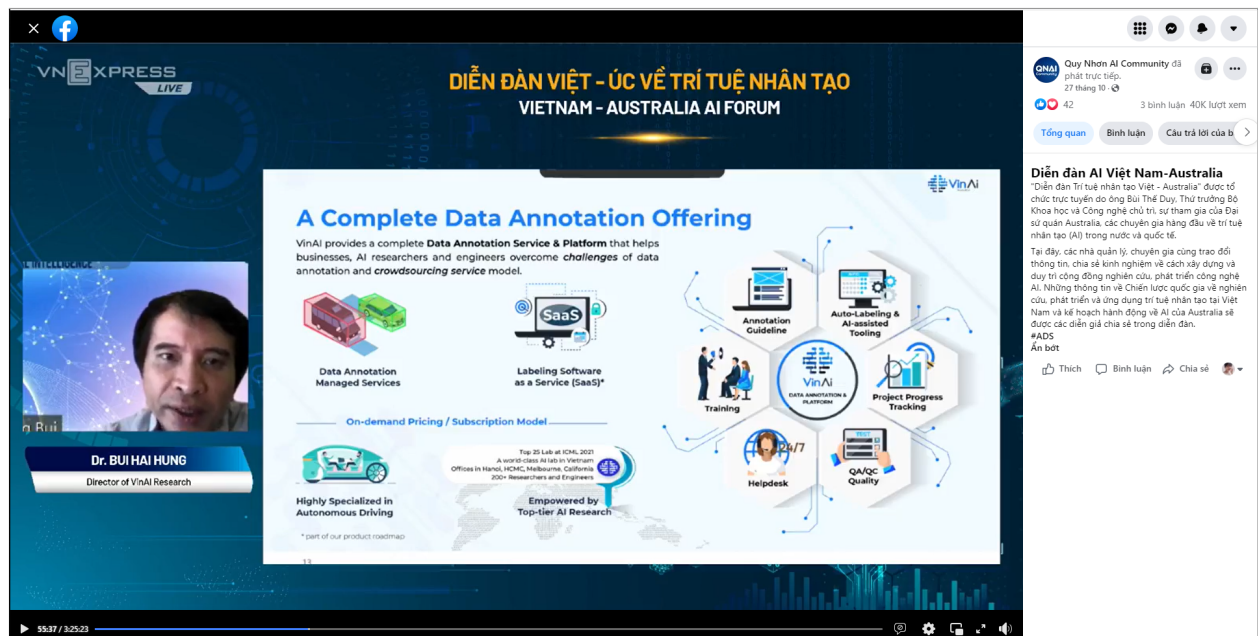 VNEXPRESS
LIVE
DIỄN ĐÀN VIỆT - ÚC VỀ TRÍ TUỆ NHÂN TẠO
VIETNAM - AUSTRALIA AI FORUM
VinAi
A Complete Data Annotation Offering
VinAI provides a complete Data Annotation Service & Platform that helps
businesses, AI researchers and engineers overcome challenges of data
annotation and crowdsourcing service model.
SaaS
Data Annotation
Managed Services
Labeling Software
as a Service (SaaS)*
On-demand Pricing / Subscription Model
Top 25 Lab at ICML 2021
A world-class AI lab in Vietnam
Offices in Hanoi, HCMC, Melbourne, California
200+ Researchers and Engineers
Highly Specialized in
Autonomous Driving
Empowered by
Top-tier AI Research
* part of our product roadmap
13
Annotation
Guideline
Auto-Labeling &
AI-assisted
Tooling
Training
VinAi
DATA ANNOTATION &
PLATFORM
Project Progress
Tracking
24/7
Helpdesk
TEST
QA/QC
Quality
INTELLIGENCE
g Bui
Dr. BUI HAI HUNG
Director of VinAI Research
55:37 / 3:25:23
QNAI
Community
Quy Nhơn AI Community đã
phát trực tiếp.
27 tháng 10
42
3 bình luận 40K lượt xem
Tổng quan
Bình luận
Câu trả lời của b
Diễn đàn AI Việt Nam-Australia
"Diễn đàn Trí tuệ nhân tạo Việt - Australia" được tổ
chức trực tuyến do ông Bùi Thế Duy, Thứ trưởng Bộ
Khoa học và Công nghệ chủ trì, sự tham gia của Đại
sứ quán Australia, các chuyên gia hàng đầu về trí tuệ
nhân tạo (AI) trong nước và quốc tế.
Tại đây, các nhà quản lý, chuyên gia cùng trao đổi
thông tin, chia sẻ kinh nghiệm về cách xây dựng và
duy trì cộng đồng nghiên cứu, phát triển công nghệ
AI. Những thông tin về Chiến lược quốc gia về nghiên
cứu, phát triển và ứng dụng trí tuệ nhân tạo tại Việt
Nam và kế hoạch hành động về AI của Australia sẽ
được các diễn giả chia sẻ trong diễn đàn.
#ADS
Ẩn bớt
Thích
Bình luận
Chia sẻ